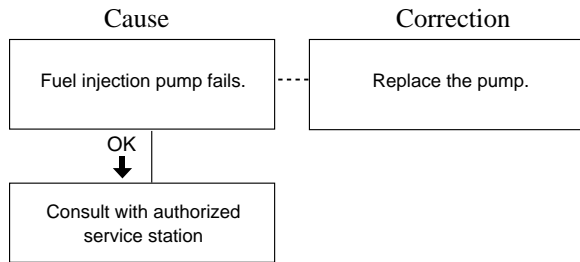 Cause
Correction
Fuel injection pump fails.
Replace the pump.
OK
Consult with authorized
service station